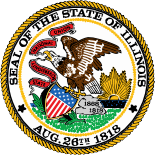 SEAL OF THE STATE OF ILLINOIS
1868
1818
AUG. 26TH 1818